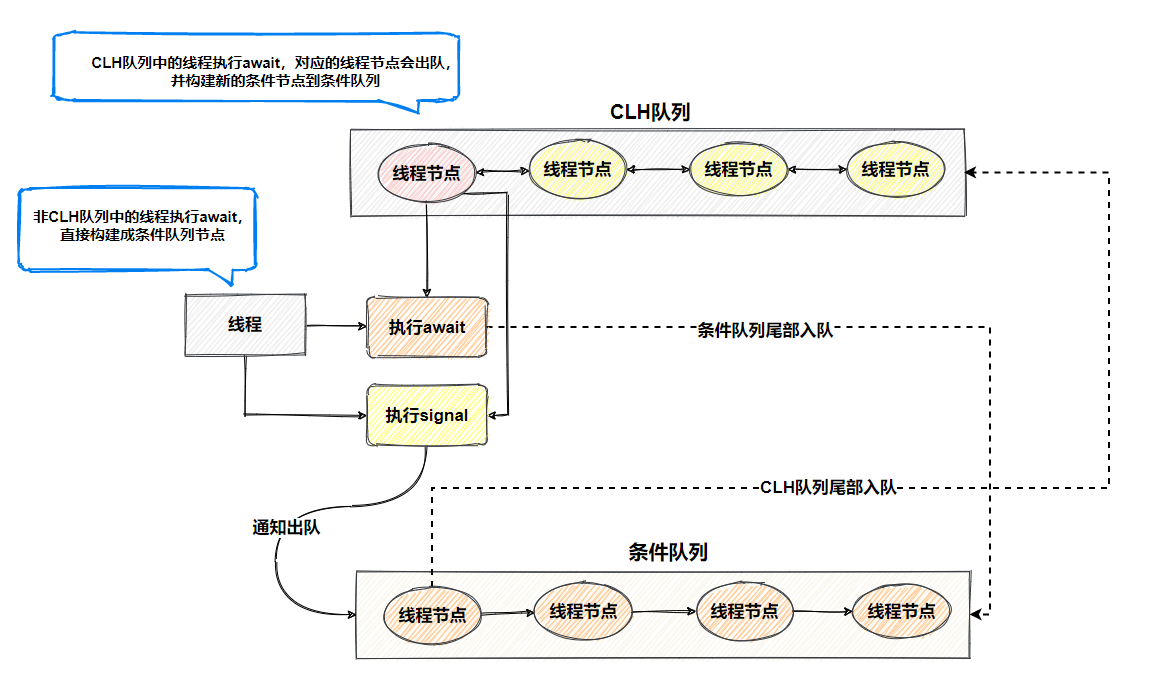 CLH队列中的线程执行await，对应的线程节点会出队，
并构建新的条件节点到条件队列
CLH队列
线程节点
线程节点
线程节点
线程节点
非CLH队列中的线程执行await，
直接构建成条件队列节点
线程
执行await
条件队列尾部入队
执行signal
CLH队列尾部入队
通知出队
条件队列
线程节点
线程节点
线程节点
线程节点